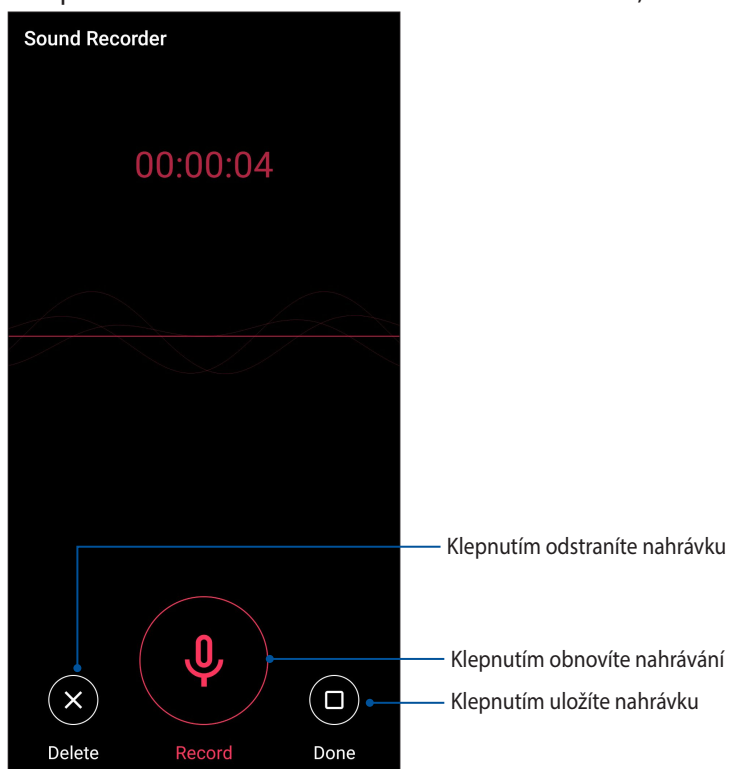 Sound Recorder
00:00:04
Klepnutím odstraníte nahrávku
Klepnutím obnovíte nahrávání
Klepnutím uložíte nahrávku
Delete Record Done